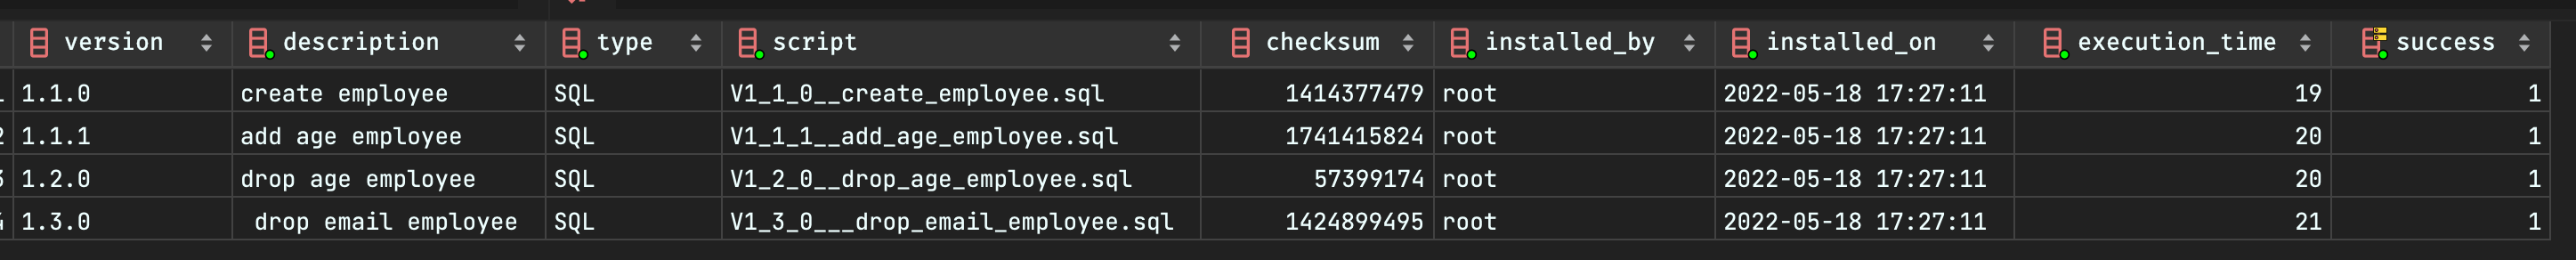 version description type script checksum installed_by installed_on execution_time success
1.1.0 create employee SQL V1_1_0__create_employee.sql 1414377479 root 2022-05-18 17:27:11 19 1
1.1.1 add age employee SQL V1_1_1__add_age_employee.sql 1741415824 root 2022-05-18 17:27:11 20 1
1.2.0 drop age employee SQL V1_2_0__drop_age_employee.sql 57399174 root 2022-05-18 17:27:11 20 1
1.3.0 drop email employee SQL V1_3_0___drop_email_employee.sql 1424899495 root 2022-05-18 17:27:11 21 1